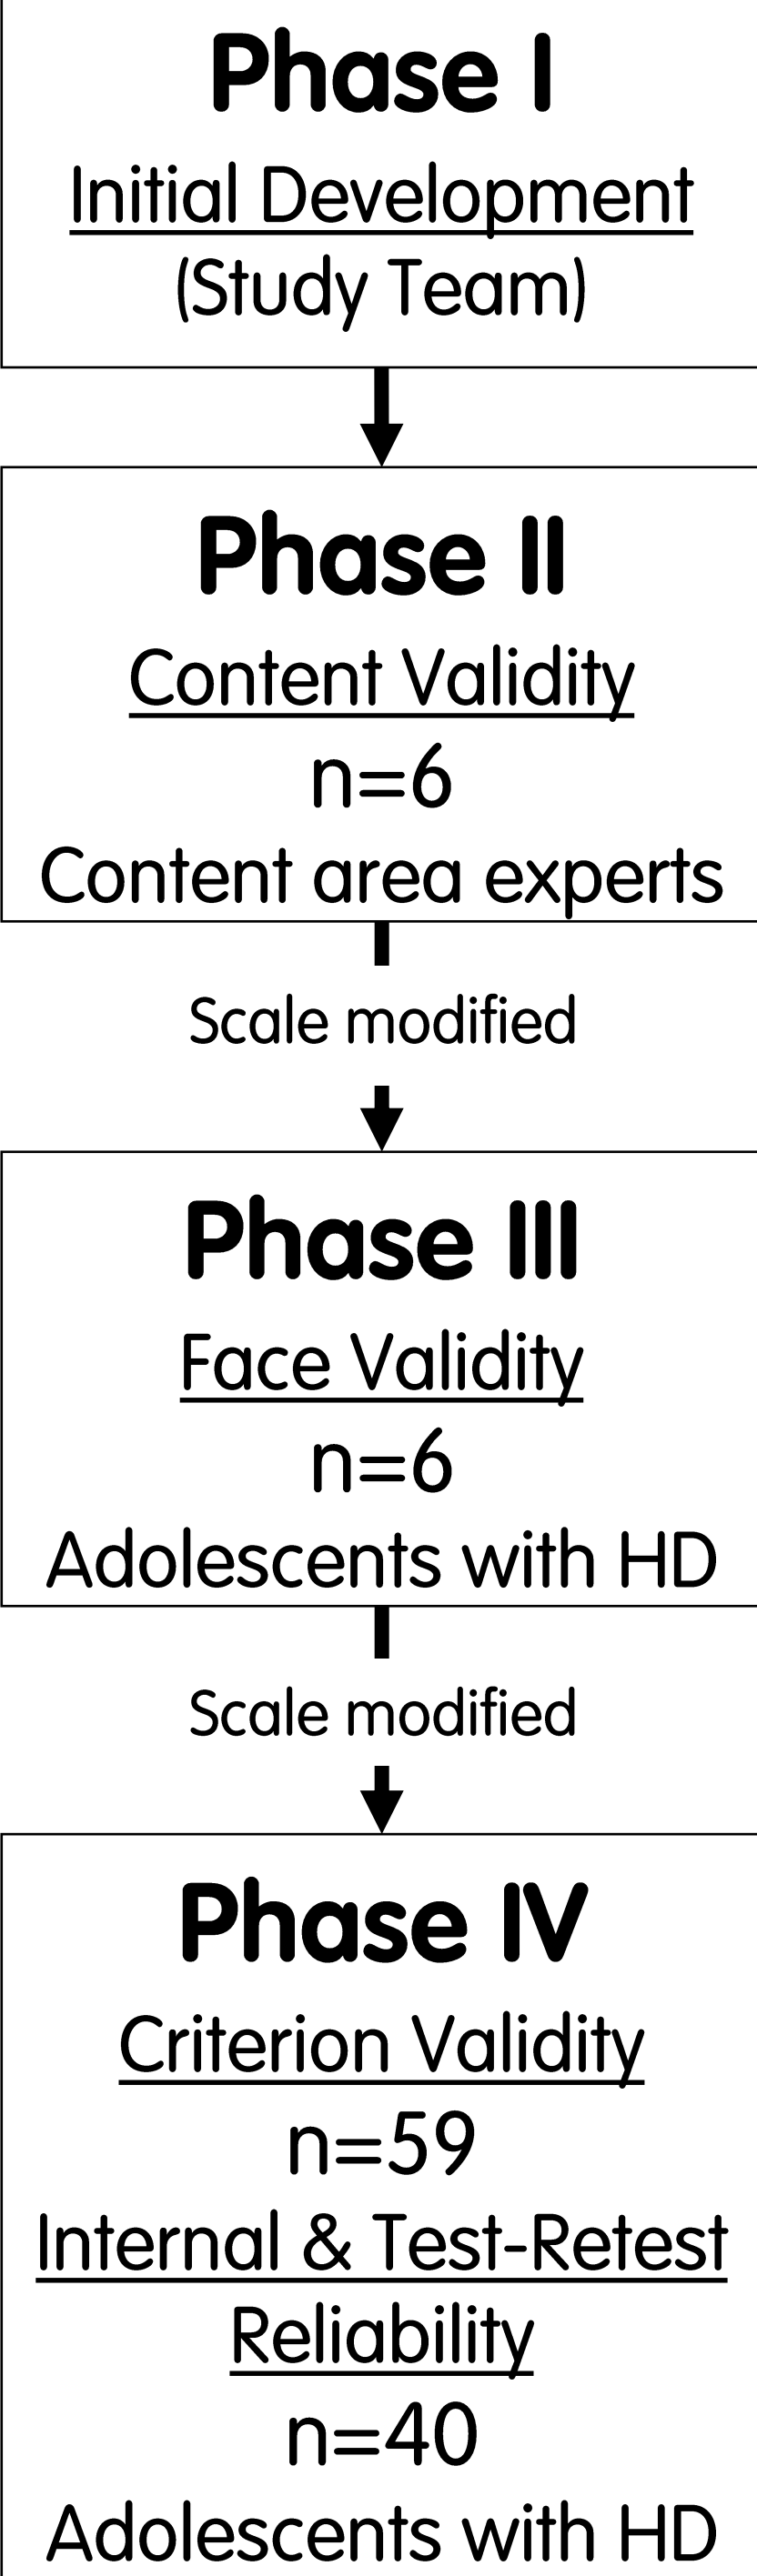 Phase I
Initial Development
(Study Team)
Phase II
Content Validity
n=6
Content area experts
Scale modified
Phase III
Face Validity
n=6
Adolescents with HD
Scale modified
Phase IV
Criterion Validity
n=59
Internal & Test-Retest
Reliability
n=40
Adolescents with HD